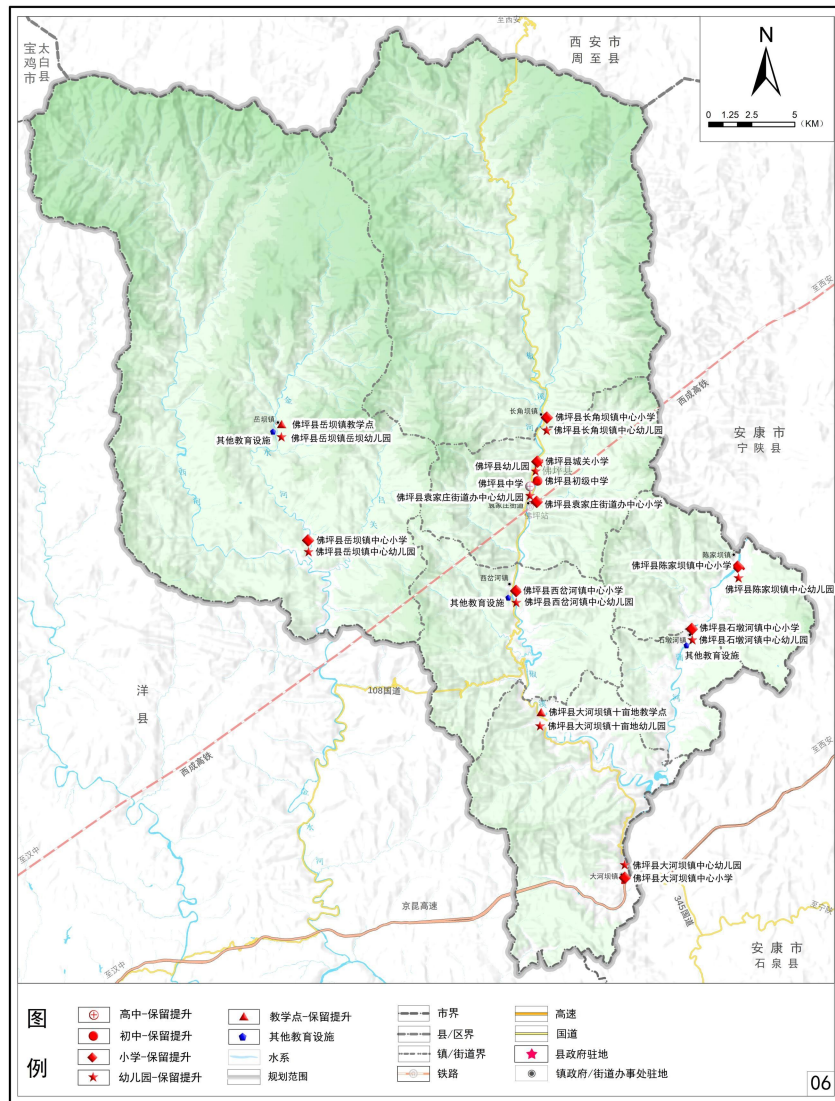 至西安
宝鸡市
太白县
西安市
周至县
N
0 1.25 2.5 5
(KM)
至西安
西成高铁
长角坝镇
佛坪县长角坝镇中心小学
佛坪县长角坝镇中心幼儿园
岳坝镇
佛坪县岳坝镇教学点
其他教育设施
佛坪县岳坝镇岳坝幼儿园
安康市
宁陕县
佛坪县城关小学
佛坪县幼儿园
佛坪县
佛坪县中学
佛坪县初级中学
佛坪县袁家庄街道办中心幼儿园
袁家庄街道
佛坪县袁家庄街道办中心小学
佛坪站
佛坪县岳坝镇中心小学
佛坪县岳坝镇中心幼儿园
陈家坝镇
佛坪县陈家坝镇中心小学
佛坪县陈家坝镇中心幼儿园
西岔河镇
佛坪县西岔河镇中心小学
其他教育设施
佛坪县西岔河镇中心幼儿园
佛坪县石墩河镇中心小学
石墩河镇
佛坪县石墩河镇中心幼儿园
其他教育设施
洋县
108国道
佛坪县大河坝镇十亩地教学点
佛坪县大河坝镇十亩地幼儿园
西成高铁
至西安
至汉中
佛坪县大河坝镇中心幼儿园
大河坝镇
佛坪县大河坝镇中心小学
京昆高速
345国道
至宁陕
至汉中
安康市
石泉县
图例
高中-保留提升
初中-保留提升
小学-保留提升
幼儿园-保留提升
教学点-保留提升
其他教育设施
水系
规划范围
市界
县/区界
镇/街道界
铁路
高速
国道
县政府驻地
镇政府/街道办事处驻地
06